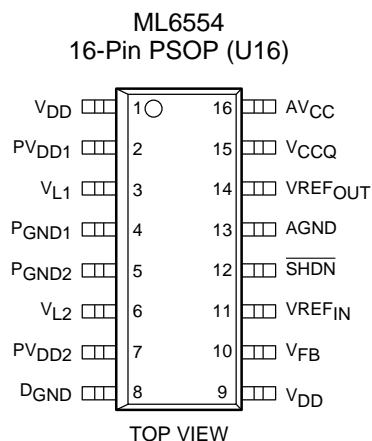 ML6554
16-Pin PSOP (U16)
VDD 1 16 AVCC
PVDD1 2 15 VCCQ
VL1 3 14 VREFOUT
PGND1 4 13 AGND
PGND2 5 12 SHDN
VL2 6 11 VREFIN
PVDD2 7 10 VFB
DGND 8 9 VDD
TOP VIEW